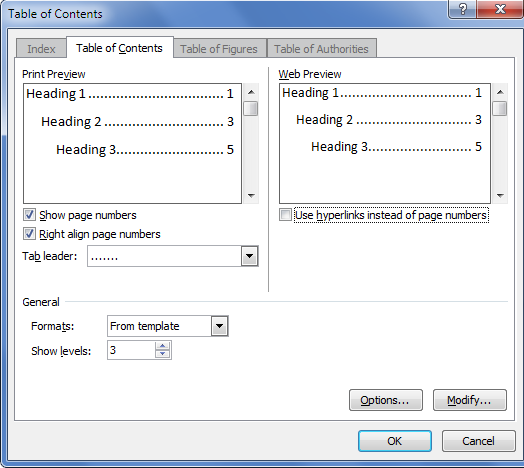 Table of Contents
Index Table of Contents Table of Figures Table of Authorities
Print Preview
Heading 1 ................................ 1
Heading 2 ............................ 3
Heading 3......................... 5
Web Preview
Heading 1................................ 1
Heading 2 ............................ 3
Heading 3........................ 5
Show page numbers
Right align page numbers
Tab leader: .......
Use hyperlinks instead of page numbers
General
Formats: From template
Show levels: 3
Options... Modify...
OK Cancel